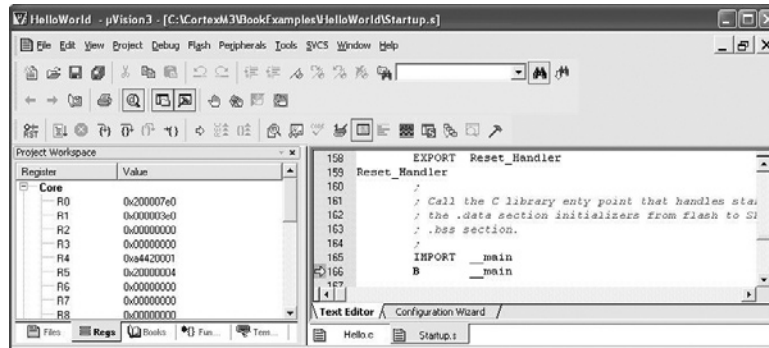 HelloWorld - µVision3 - [C:\CortexM3\BookExamples\HelloWorld\Startup.s]
File Edit View Project Debug Flash Peripherals Tools SVCS Window Help
Project Workspace
Register Value
Core
R0 0x200007e0
R1 0x000003e0
R2 0x00000000
R3 0x00000000
R4 0xa4420001
R5 0x20000004
R6 0x00000000
R7 0x00000000
R8 0x00000000
Files Regs Books Fun... Tem...
158 EXPORT Reset_Handler
159 Reset_Handler
160 ;
161 ; Call the C library enty point that handles sta
162 ; the .data section initializers from flash to S
163 ; .bss section.
164 ;
165 IMPORT __main
166 B __main
167
Text Editor Configuration Wizard
Hello.c Startup.s